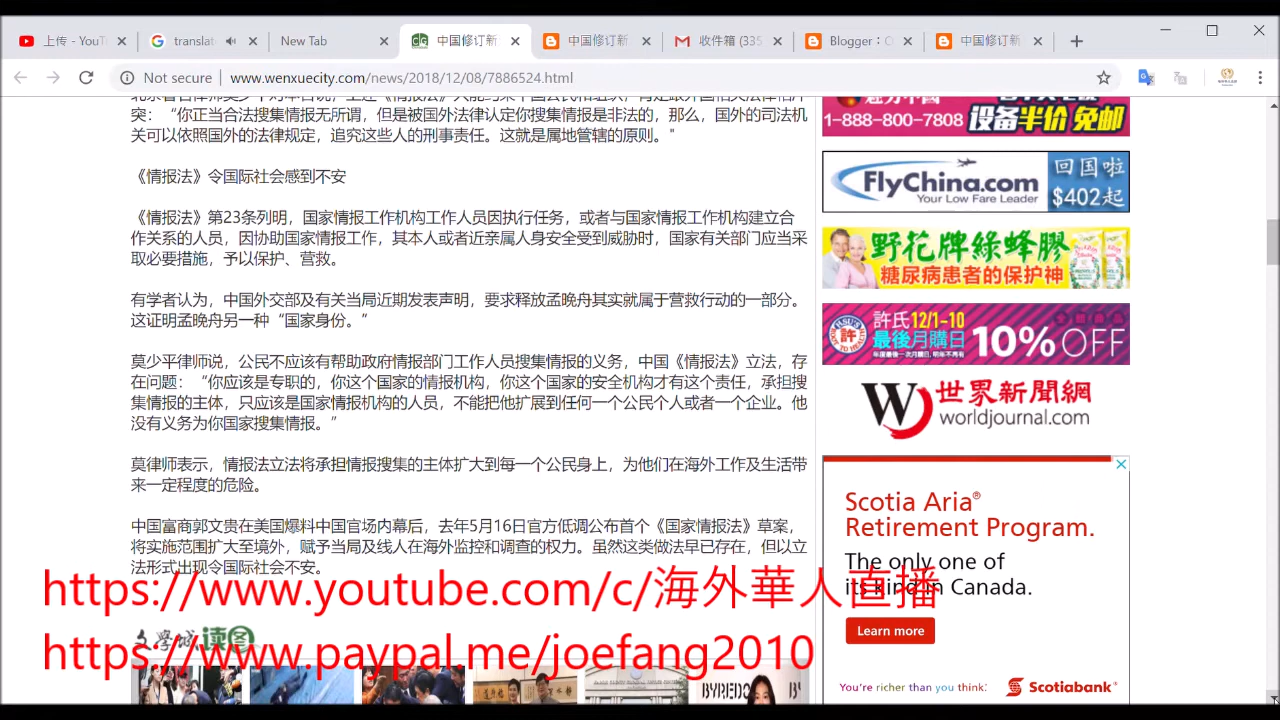 上传 - YouT
translat
New Tab
中国修订新
中国修订新
收件箱 (335
Blogger：
中国修订新
Not secure | www.wenxuecity.com/news/2018/12/08/7886524.html
突：“你正当合法搜集情报无所谓，但是被国外法律认定你搜集情报是非法的，那么，国外的司法机
关可以依照国外的法律规定，追究这些人的刑事责任。这就是属地管辖的原则。"
《情报法》令国际社会感到不安
《情报法》第23条列明，国家情报工作机构工作人员因执行任务，或者与国家情报工作机构建立合
作关系的人员，因协助国家情报工作，其本人或者近亲属人身安全受到威胁时，国家有关部门应当采
取必要措施，予以保护、营救。
有学者认为，中国外交部及有关当局近期发表声明，要求释放孟晚舟其实就属于营救行动的一部分。
这证明孟晚舟另一种“国家身份。”
莫少平律师说，公民不应该有帮助政府情报部门工作人员搜集情报的义务，中国《情报法》立法，存
在问题：“你应该是专职的，你这个国家的情报机构，你这个国家的安全机构才有这个责任，承担搜
集情报的主体，只应该是国家情报机构的人员，不能把他扩展到任何一个公民个人或者一个企业。他
没有义务为你国家搜集情报。”
莫律师表示，情报法立法将承担情报搜集的主体扩大到每一个公民身上，为他们在海外工作及生活带
来一定程度的危险。
中国富商郭文贵在美国爆料中国官场内幕后，去年5月16日官方低调公布首个《国家情报法》草案，
将实施范围扩大至境外，赋予当局及线人在海外监控和调查的权力。虽然这类做法早已存在，但以立
法形式出现令国际社会不安。
https://www.youtube.com/c/海外華人直播
文學城读图
https://www.paypal.me/joefang2010
1-888-800-7808 设备半价 免邮
FlyChina.com
Your Low Fare Leader
回国啦
$402起
野花牌綠蜂膠
糖尿病患者的保护神
許氏12/1-10
最後月購日
10% OFF
世界新聞網
worldjournal.com
Scotia Aria®
Retirement Program.
The only one of
its kind in Canada.
Learn more
You're richer than you think.
Scotiabank
BYREDO